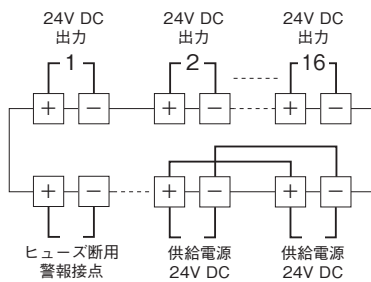 24V DC 24V DC 24V DC
出力 出力 出力
1 2 16
+ − + − + −
+ − + − + −
ヒューズ断用 供給電源 供給電源
警報接点 24V DC 24V DC